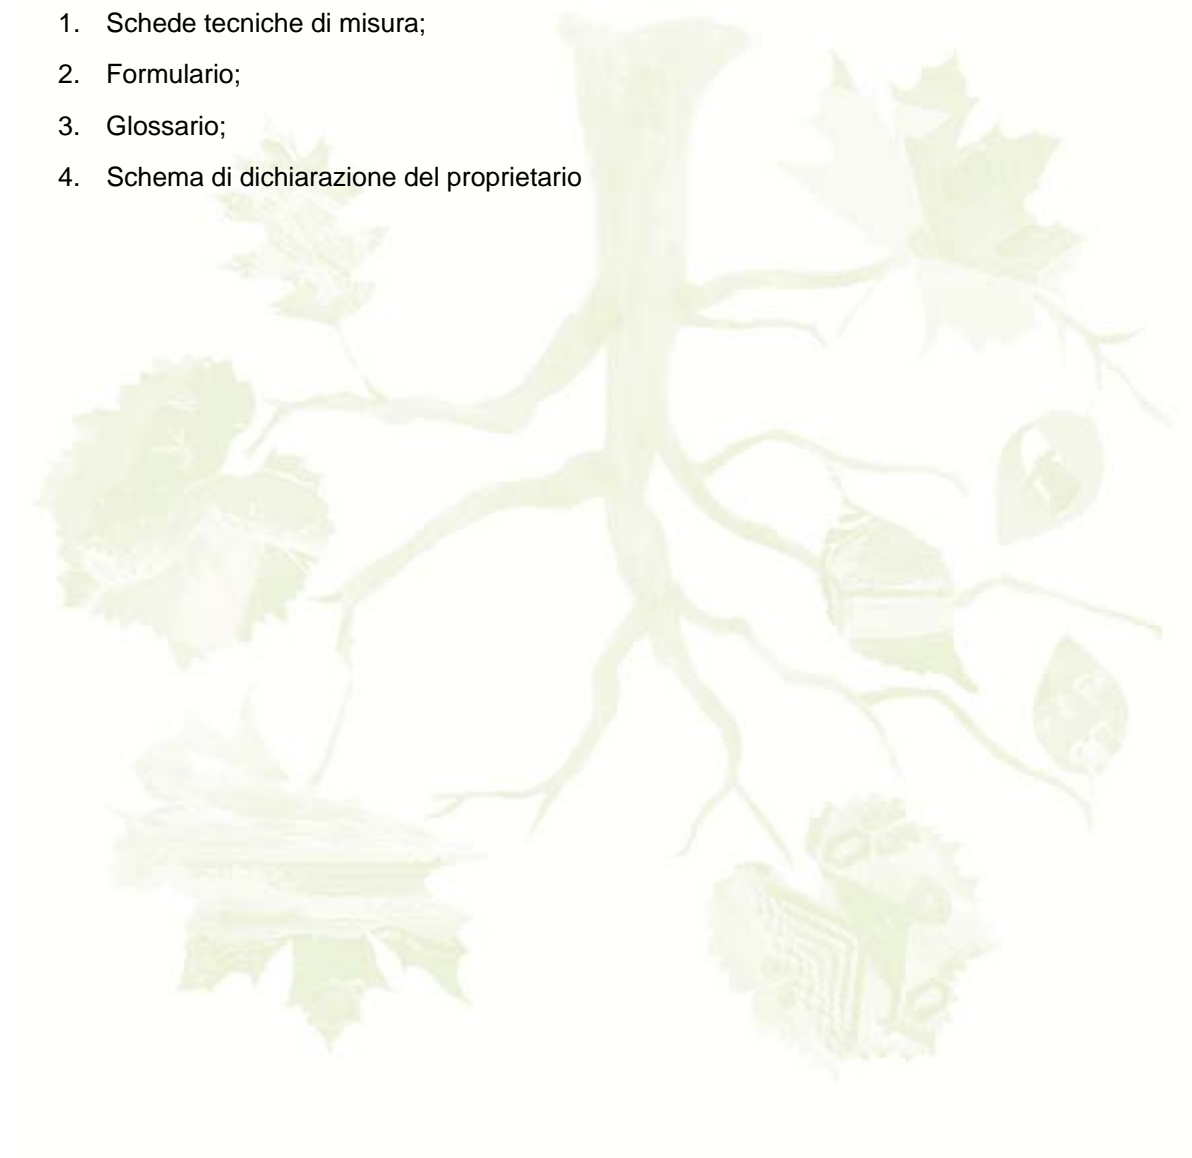 1. Schede tecniche di misura;
2. Formulario;
3. Glossario;
4. Schema di dichiarazione del proprietario